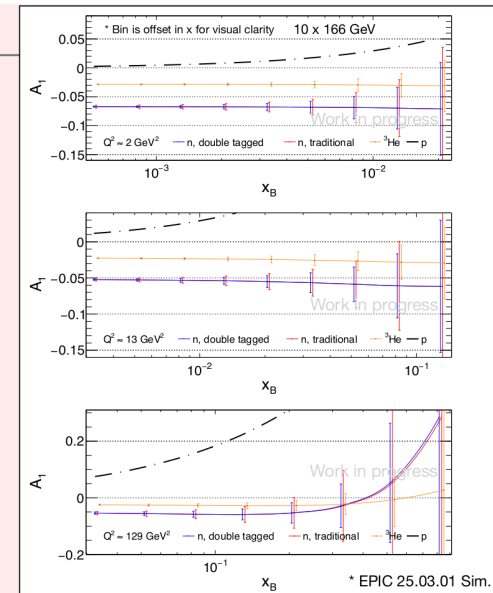 * Bin is offset in x for visual clarity 10 x 166 GeV
0.05
0
−0.05
−0.1
−0.15
A₁
Work in progress
Q² ≈ 2 GeV² n, double tagged n, traditional ³He p
10⁻³ 10⁻²
x_B
0
−0.05
−0.1
−0.15
A₁
Work in progress
Q² ≈ 13 GeV² n, double tagged n, traditional ³He p
10⁻² 10⁻¹
x_B
0.2
0
−0.2
A₁
Work in progress
Q² ≈ 129 GeV² n, double tagged n, traditional ³He p
10⁻¹
x_B
* EPIC 25.03.01 Sim.